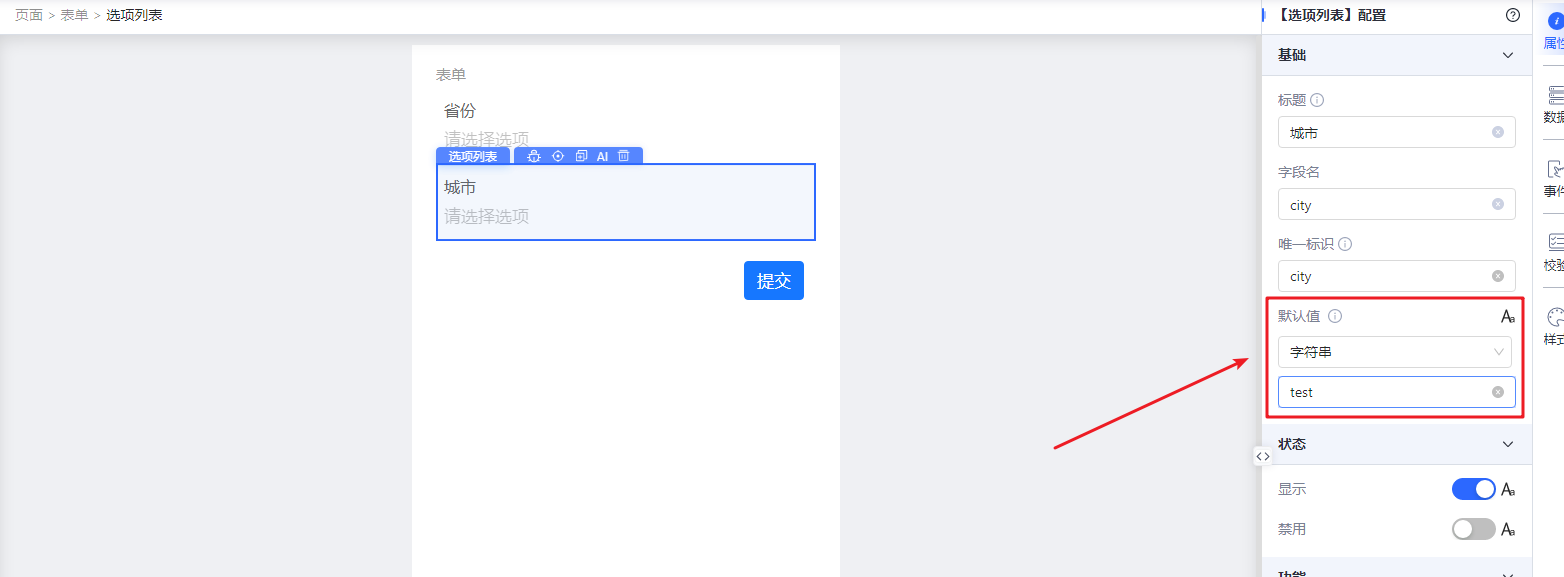 页面 > 表单 > 选项列表
表单
省份
请选择选项
选项列表
AI
城市
请选择选项
提交
【选项列表】配置
基础
标题
城市
字段名
city
唯一标识
city
默认值
字符串
test
状态
显示
禁用
功能
属性
数据
事件
校验
样式